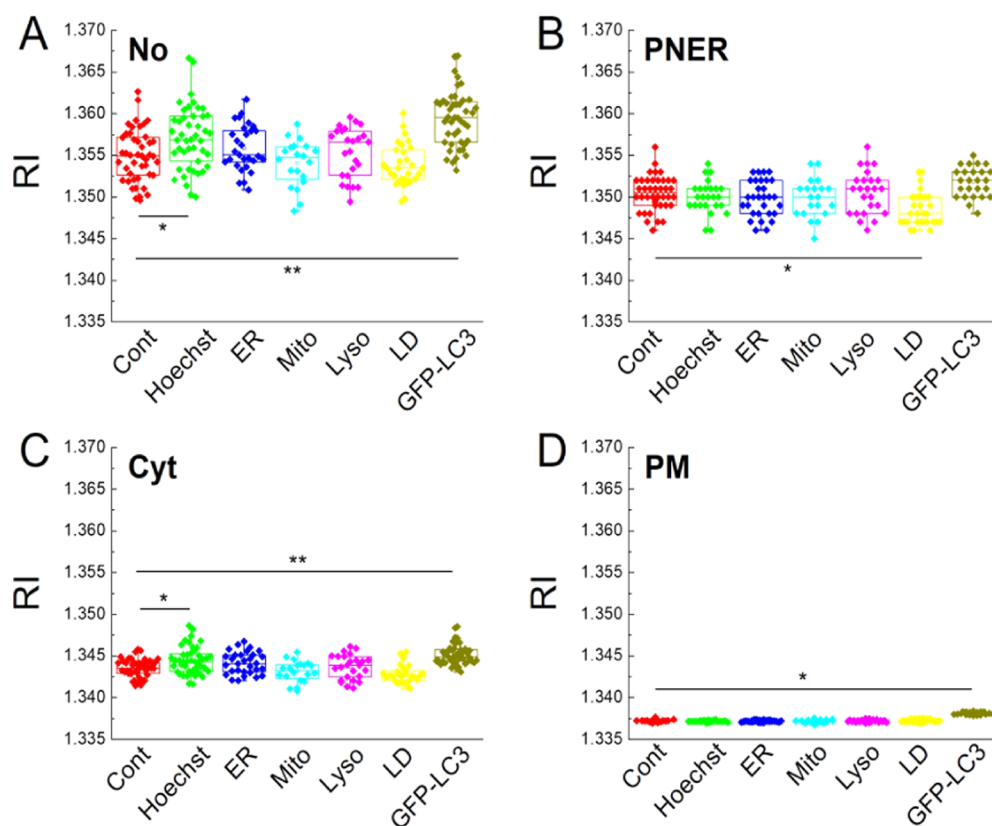 A
No
RI
1.370
1.365
1.360
1.355
1.350
1.345
1.340
1.335
*
**
Cont
Hoechst
ER
Mito
Lyso
LD
GFP-LC3
B
PNER
RI
1.370
1.365
1.360
1.355
1.350
1.345
1.340
1.335
*
Cont
Hoechst
ER
Mito
Lyso
LD
GFP-LC3
C
Cyt
RI
1.370
1.365
1.360
1.355
1.350
1.345
1.340
1.335
**
*
Cont
Hoechst
ER
Mito
Lyso
LD
GFP-LC3
D
PM
RI
1.370
1.365
1.360
1.355
1.350
1.345
1.340
1.335
*
Cont
Hoechst
ER
Mito
Lyso
LD
GFP-LC3